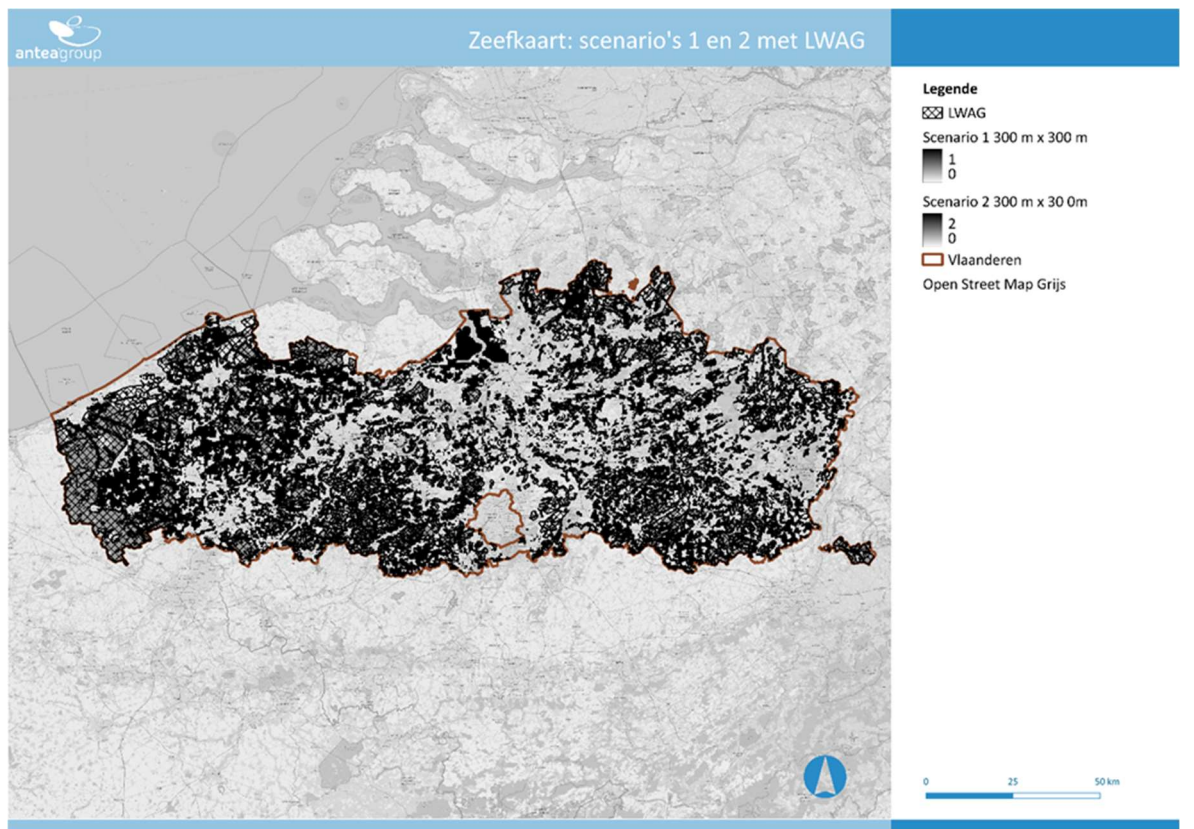 anteagroup
Zeefkaart: scenario's 1 en 2 met LWAG
Legende
LWAG
Scenario 1 300 m x 300 m
1
0
Scenario 2 300 m x 30 0m
2
0
Vlaanderen
Open Street Map Grijs
0 25 50 km